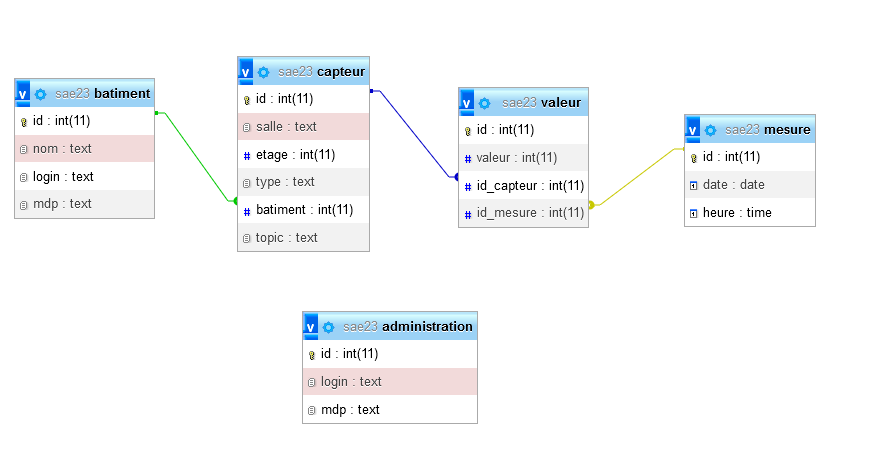 v sae23 batiment
id : int(11)
nom : text
login : text
mdp : text
v sae23 capteur
id : int(11)
salle : text
# etage : int(11)
type : text
# batiment : int(11)
topic : text
v sae23 valeur
id : int(11)
# valeur : int(11)
# id_capteur : int(11)
# id_mesure : int(11)
v sae23 mesure
id : int(11)
date : date
heure : time
v sae23 administration
id : int(11)
login : text
mdp : text